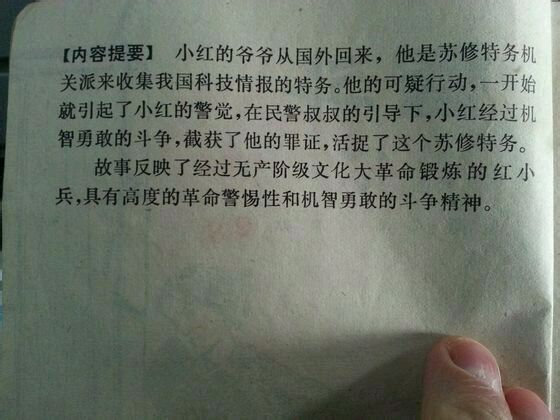 【内容提要】 小红的爷爷从国外回来，他是苏修特务机
关派来收集我国科技情报的特务。他的可疑行动，一开始
就引起了小红的警觉，在民警叔叔的引导下，小红经过机
智勇敢的斗争，截获了他的罪证，活捉了这个苏修特务。
故事反映了经过无产阶级文化大革命锻炼的红小
兵，具有高度的革命警惕性和机智勇敢的斗争精神。